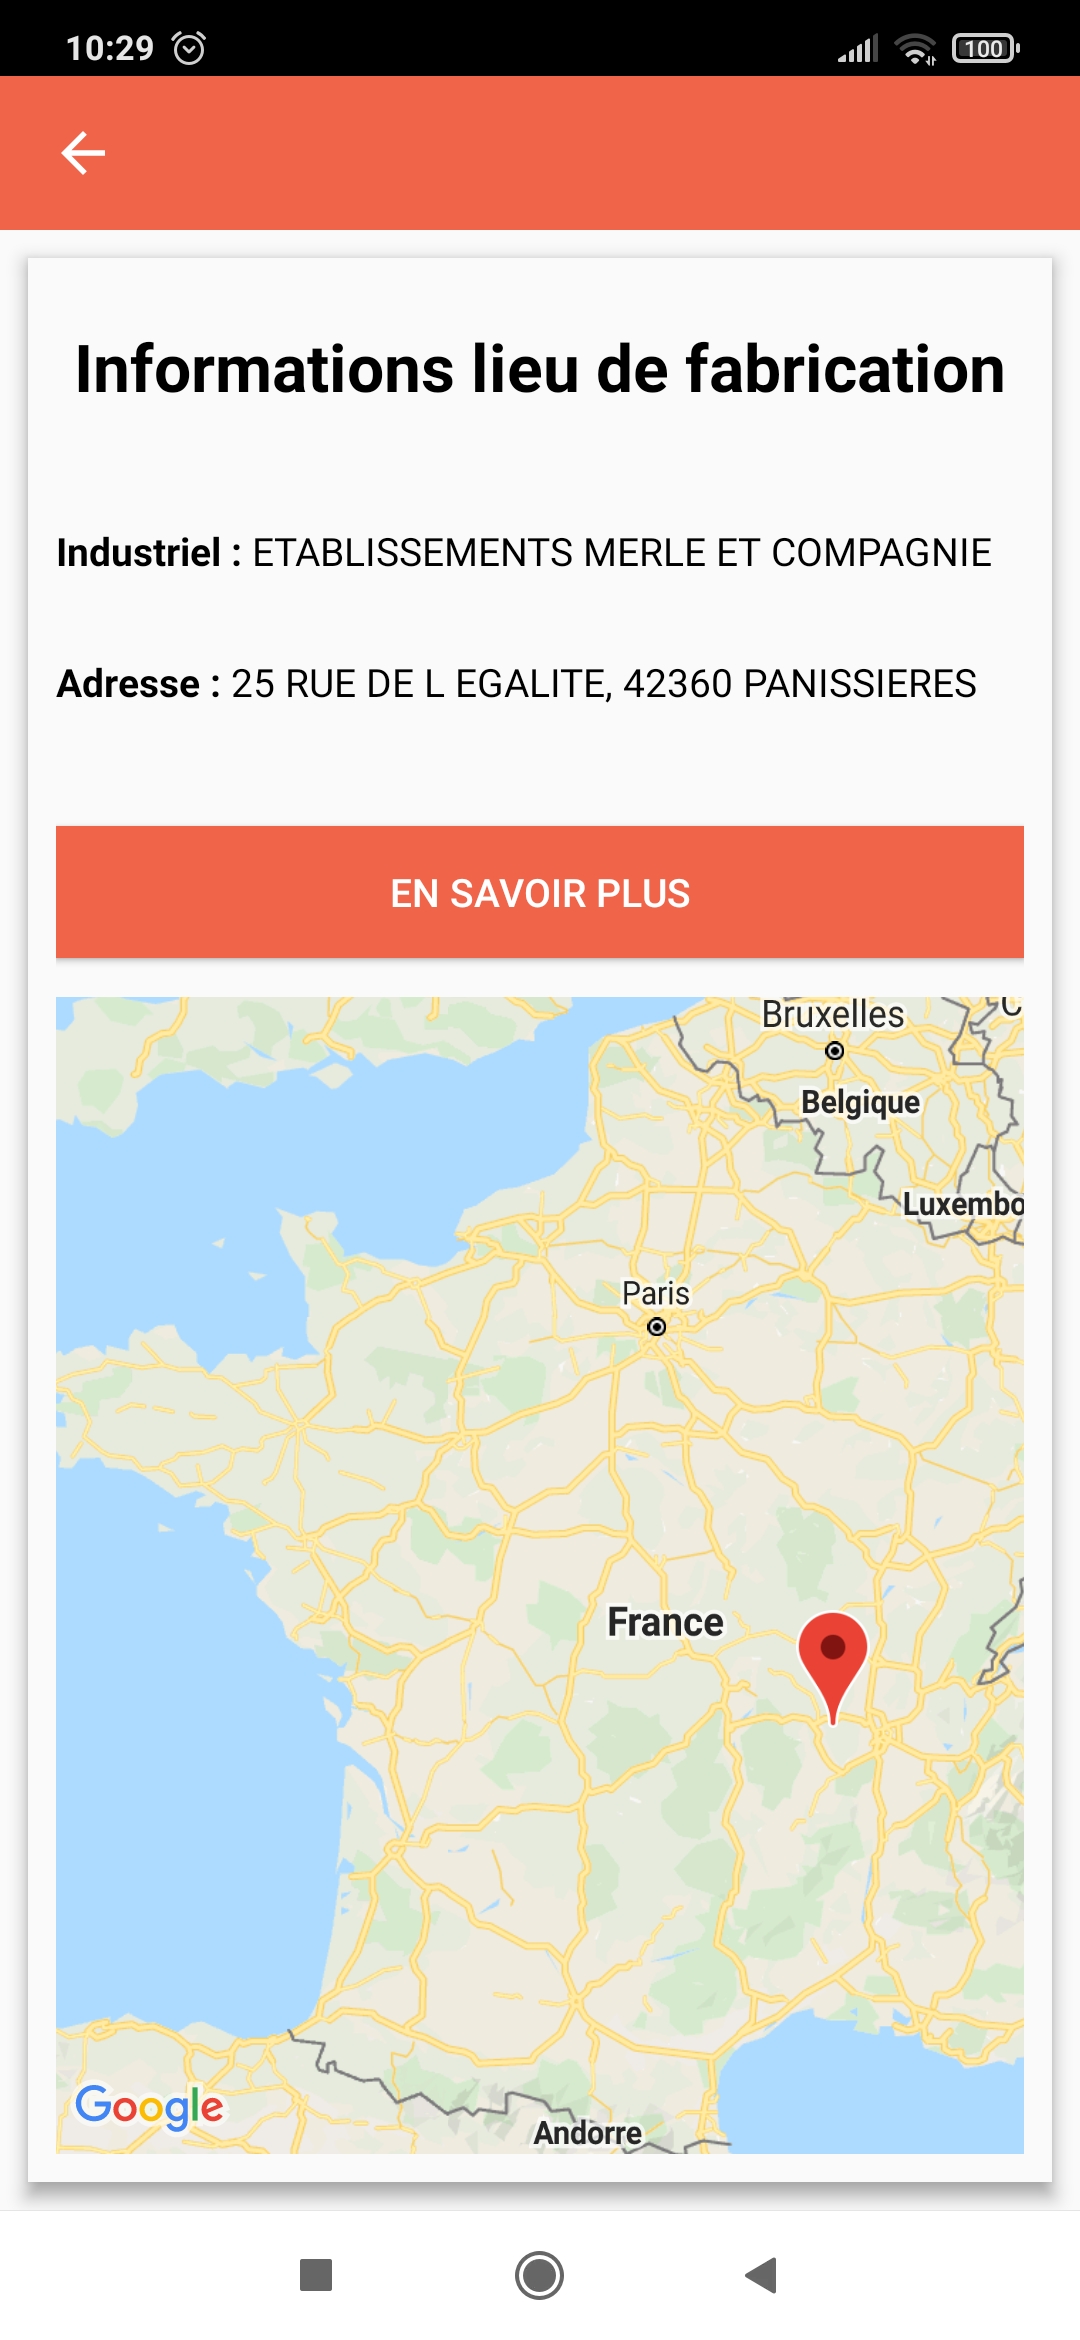 10:29
100
Informations lieu de fabrication
Industriel : ETABLISSEMENTS MERLE ET COMPAGNIE
Adresse : 25 RUE DE L EGALITE, 42360 PANISSIERES
EN SAVOIR PLUS
Bruxelles
Belgique
Luxembo
Paris
France
Google
Andorre